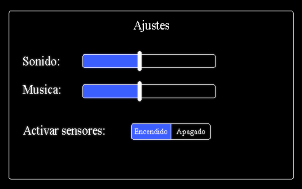 Ajustes
Sonido:
Musica:
Activar sensores: Encendido Apagado